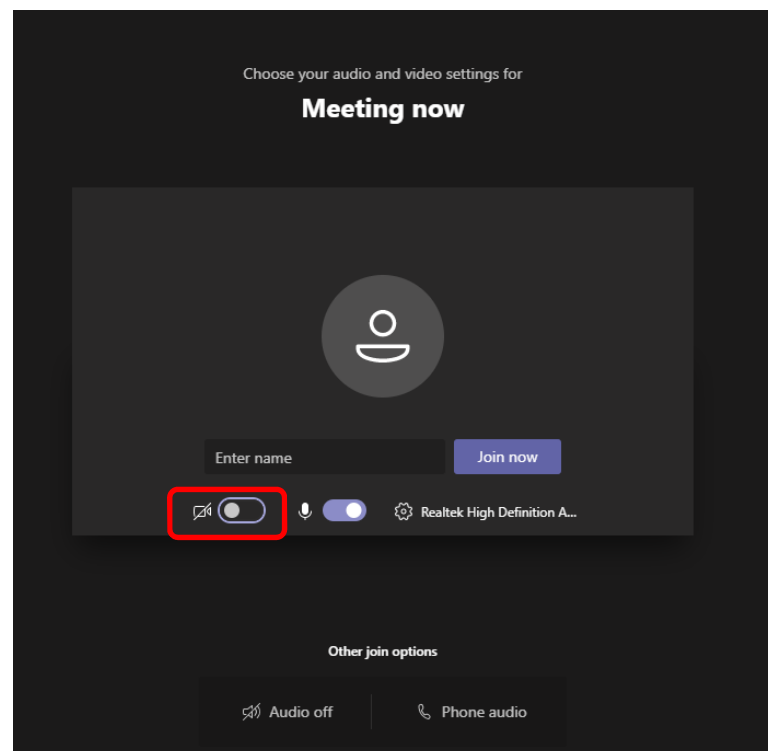 Choose your audio and video settings for
Meeting now
Enter name
Join now
Realtek High Definition A...
Other join options
Audio off
Phone audio